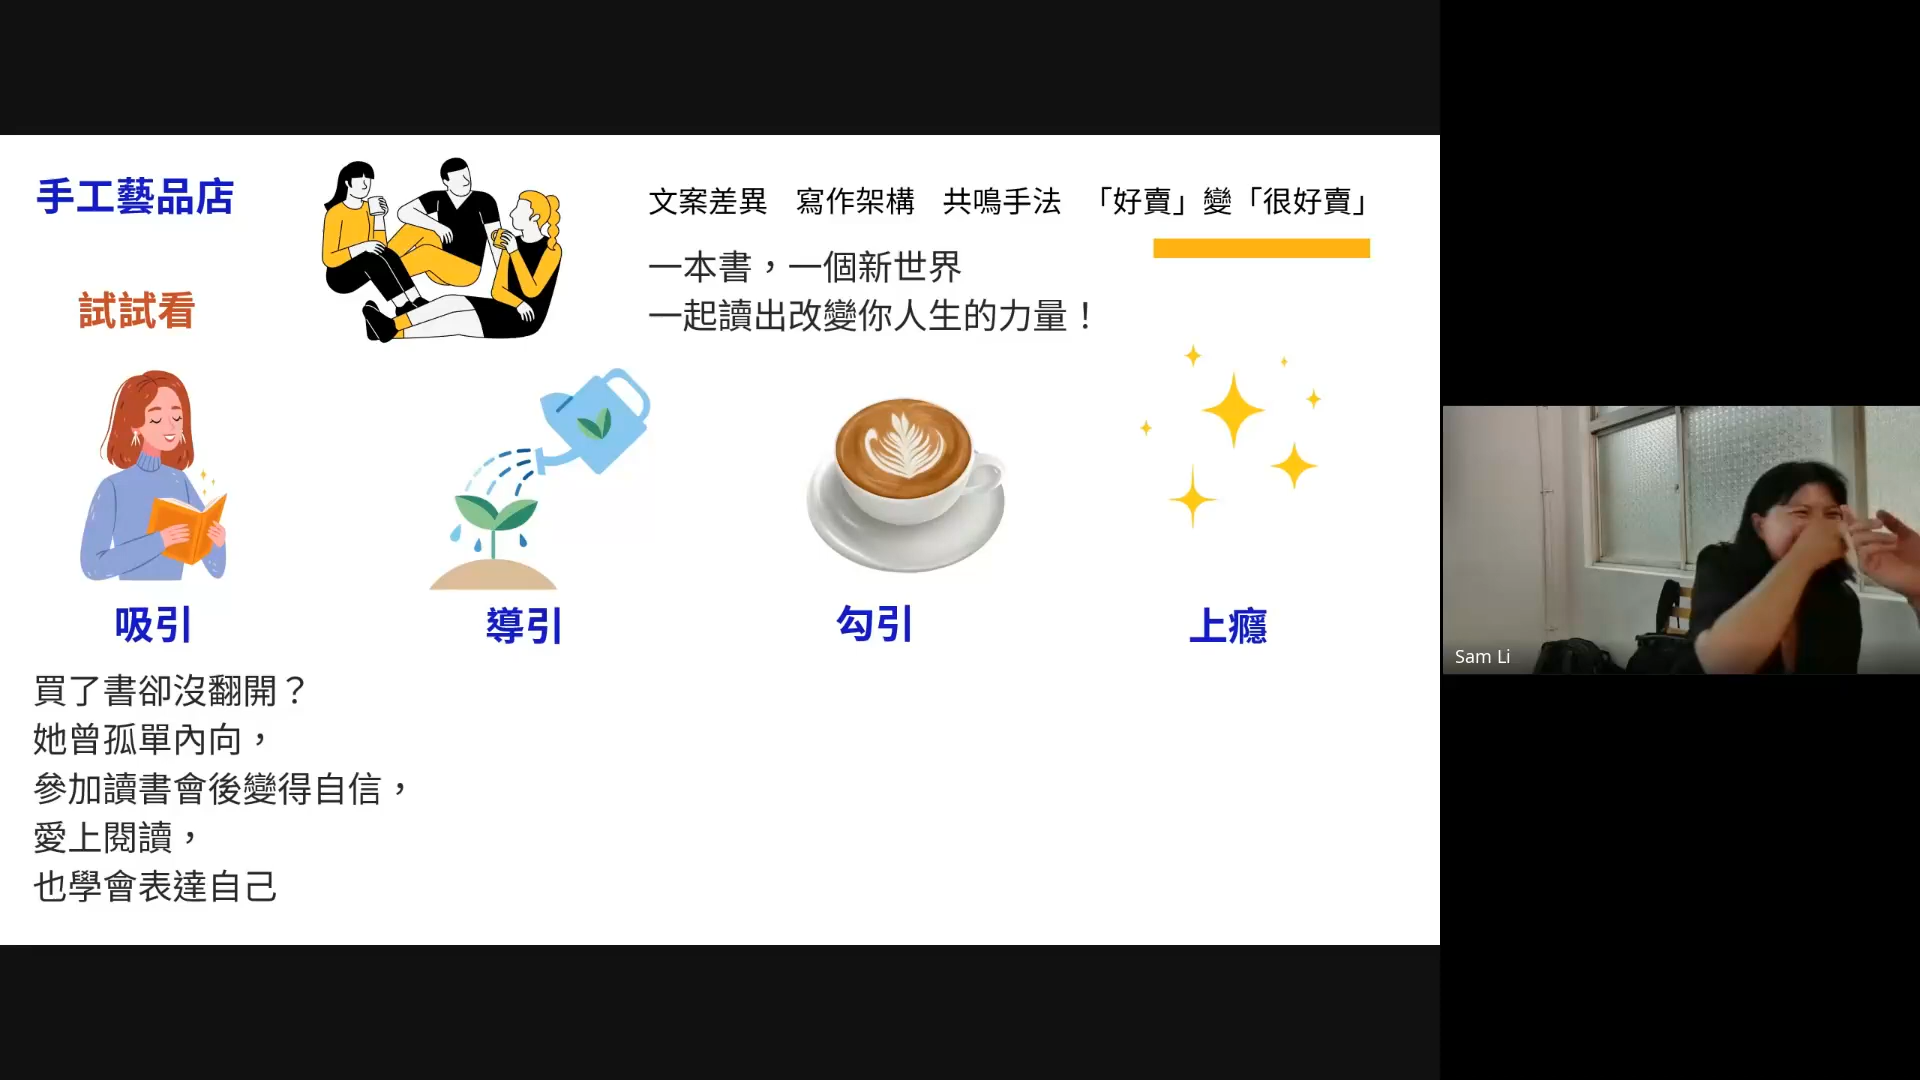 手工藝品店
文案差異 寫作架構 共鳴手法 「好賣」變「很好賣」
一本書，一個新世界
一起讀出改變你人生的力量！
試試看
吸引
導引
勾引
上癮
買了書卻沒翻開？
她曾孤單內向，
參加讀書會後變得自信，
愛上閱讀，
也學會表達自己
Sam Li